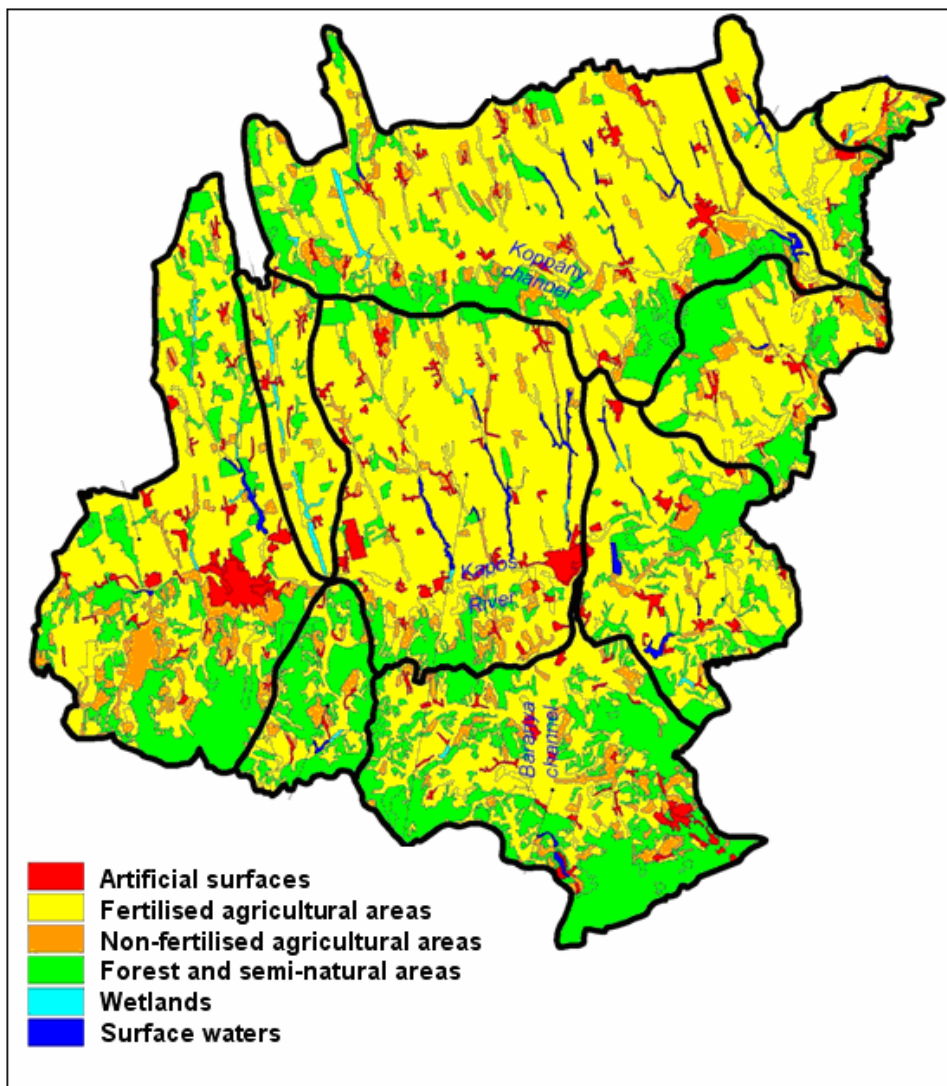 Koppány
channel
Kapos
River
Baranya
channel
Artificial surfaces
Fertilised agricultural areas
Non-fertilised agricultural areas
Forest and semi-natural areas
Wetlands
Surface waters